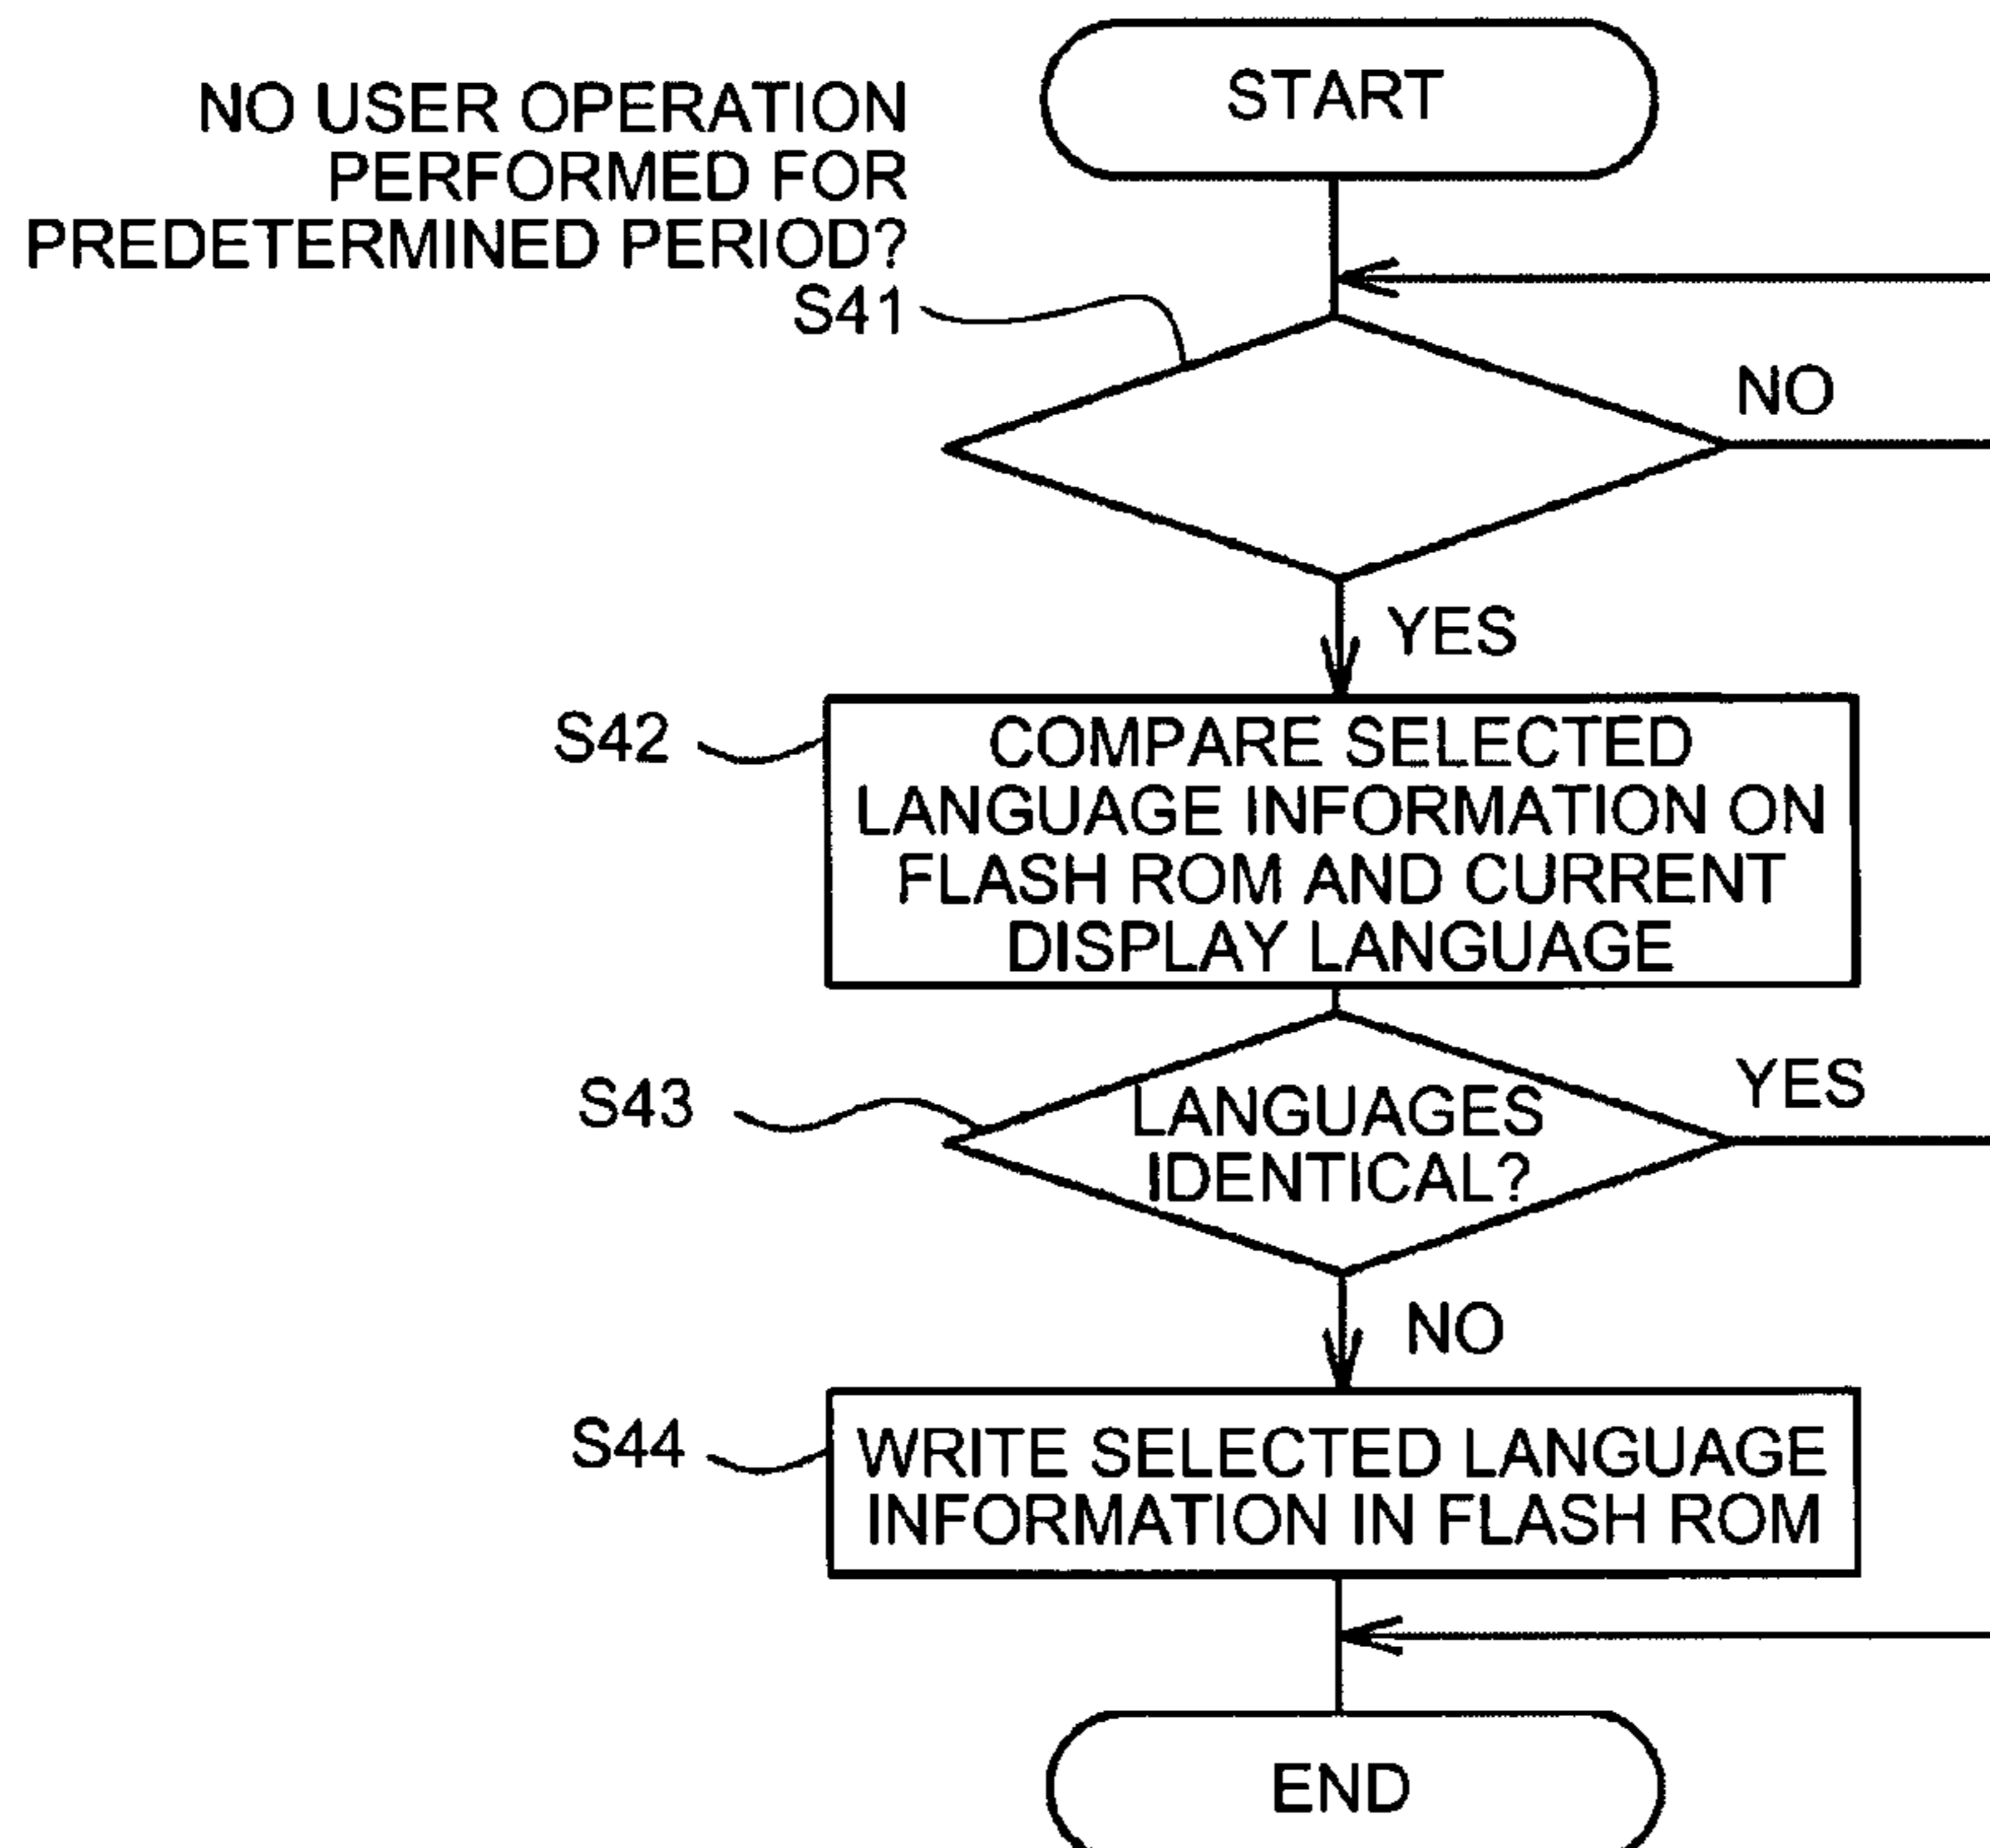 START
NO USER OPERATION
PERFORMED FOR
PREDETERMINED PERIOD?
S41
NO
YES
S42
COMPARE SELECTED
LANGUAGE INFORMATION ON
FLASH ROM AND CURRENT
DISPLAY LANGUAGE
S43
LANGUAGES
IDENTICAL?
YES
NO
S44
WRITE SELECTED LANGUAGE
INFORMATION IN FLASH ROM
END